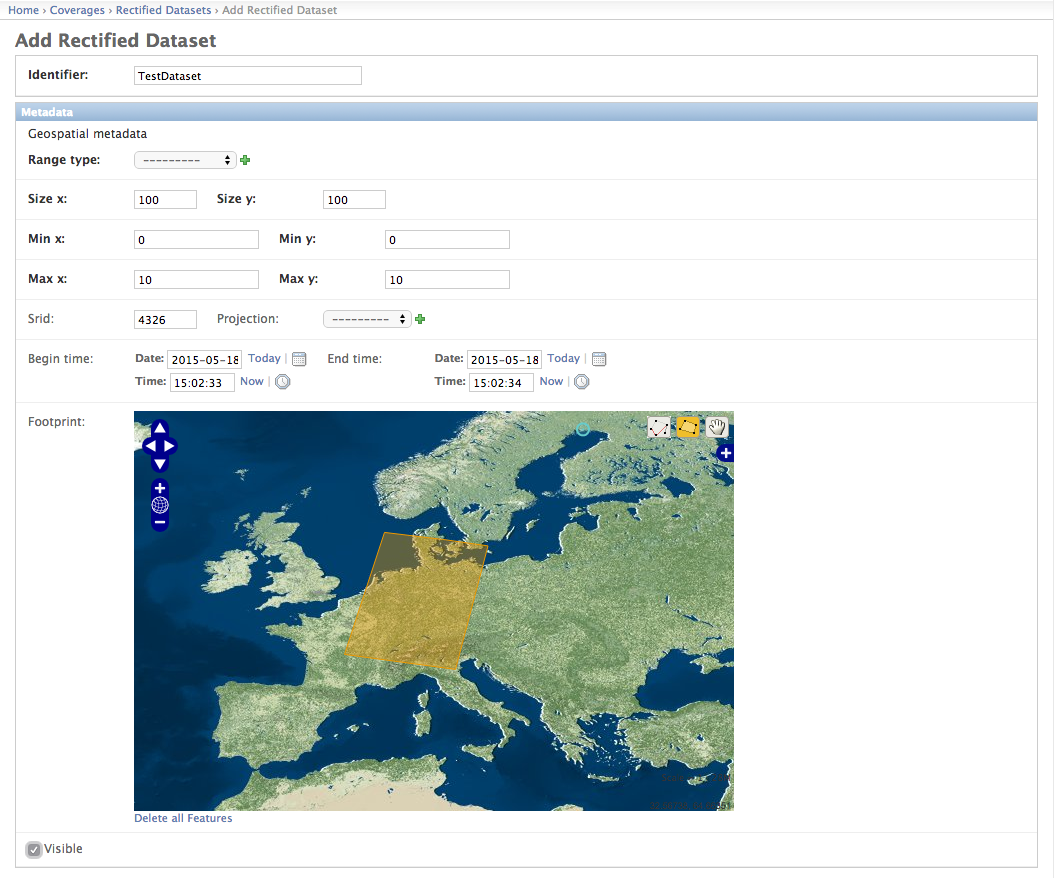 Home › Coverages › Rectified Datasets › Add Rectified Dataset
Add Rectified Dataset
Identifier: TestDataset
Metadata
Geospatial metadata
Range type: ---------
Size x: 100 Size y: 100
Min x: 0 Min y: 0
Max x: 10 Max y: 10
Srid: 4326 Projection: ---------
Begin time: Date: 2015-05-18 Today | End time: Date: 2015-05-18 Today |
Time: 15:02:33 Now | Time: 15:02:34 Now |
Footprint:
Delete all Features
Visible